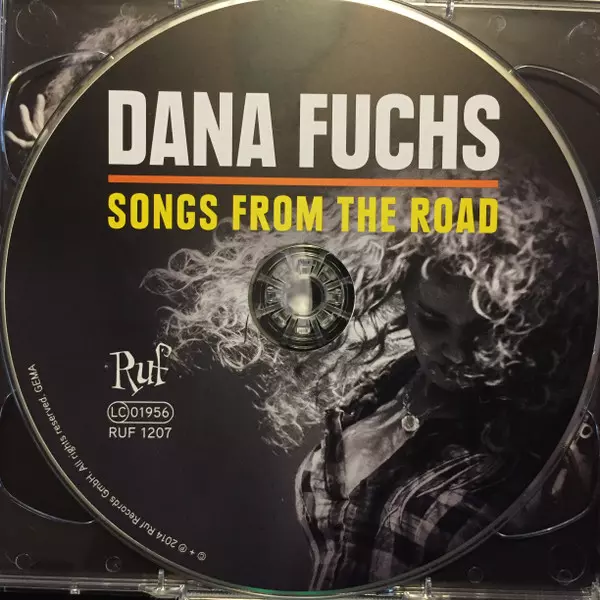 DANA FUCHS
SONGS FROM THE ROAD
Ruf
LC 01956
RUF 1207
© + ℗ 2014 Ruf Records GmbH. All rights reserved. GEMA